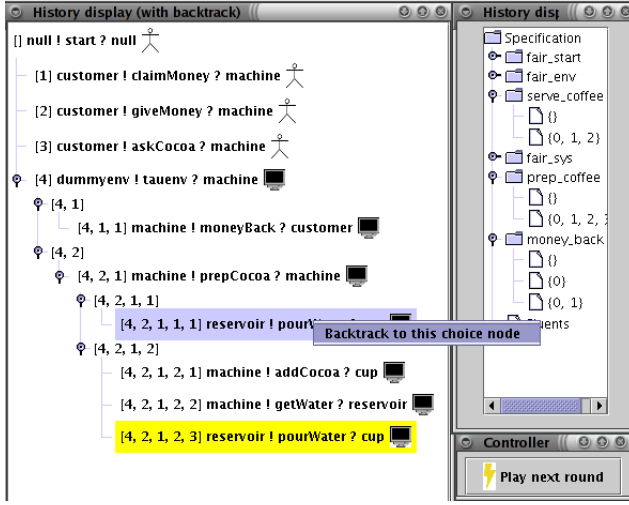 History display (with backtrack)
[] null ! start ? null
[1] customer ! claimMoney ? machine
[2] customer ! giveMoney ? machine
[3] customer ! askCocoa ? machine
[4] dummyenv ! tauenv ? machine
[4, 1]
[4, 1, 1] machine ! moneyBack ? customer
[4, 2]
[4, 2, 1] machine ! prepCocoa ? machine
[4, 2, 1, 1]
[4, 2, 1, 1, 1] reservoir ! pourW
Backtrack to this choice node
[4, 2, 1, 2]
[4, 2, 1, 2, 1] machine ! addCocoa ? cup
[4, 2, 1, 2, 2] machine ! getWater ? reservoir
[4, 2, 1, 2, 3] reservoir ! pourWater ? cup
History disp
Specification
fair_start
fair_env
serve_coffee
{}
{0, 1, 2}
fair_sys
prep_coffee
{}
{0, 1, 2, 3
money_back
{}
{0}
{0, 1}
uents
Controller
Play next round